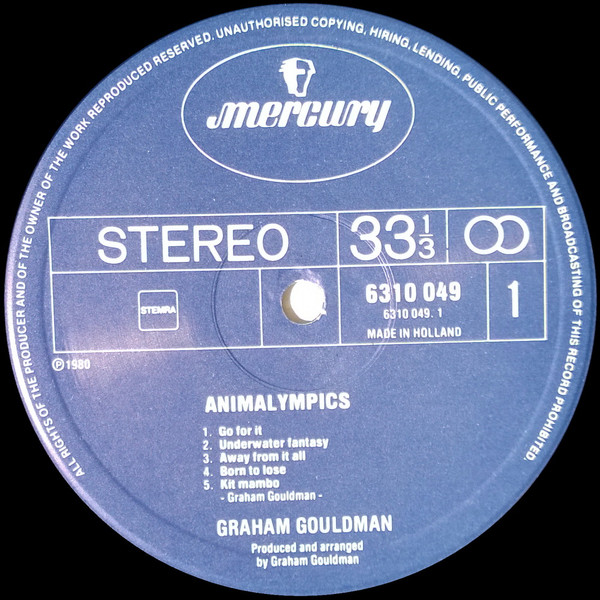 ALL RIGHTS OF THE PRODUCER AND OF THE OWNER OF THE WORK REPRODUCED RESERVED. UNAUTHORISED COPYING, HIRING, LENDING, PUBLIC PERFORMANCE AND BROADCASTING OF THIS RECORD PROHIBITED.
mercury
STEREO 33 1/3
STEMRA
6310 049
6310 049. 1
MADE IN HOLLAND
1
℗ 1980
ANIMALYMPICS
1. Go for it
2. Underwater fantasy
3. Away from it all
4. Born to lose
5. Kit mambo
- Graham Gouldman -
GRAHAM GOULDMAN
Produced and arranged
by Graham Gouldman